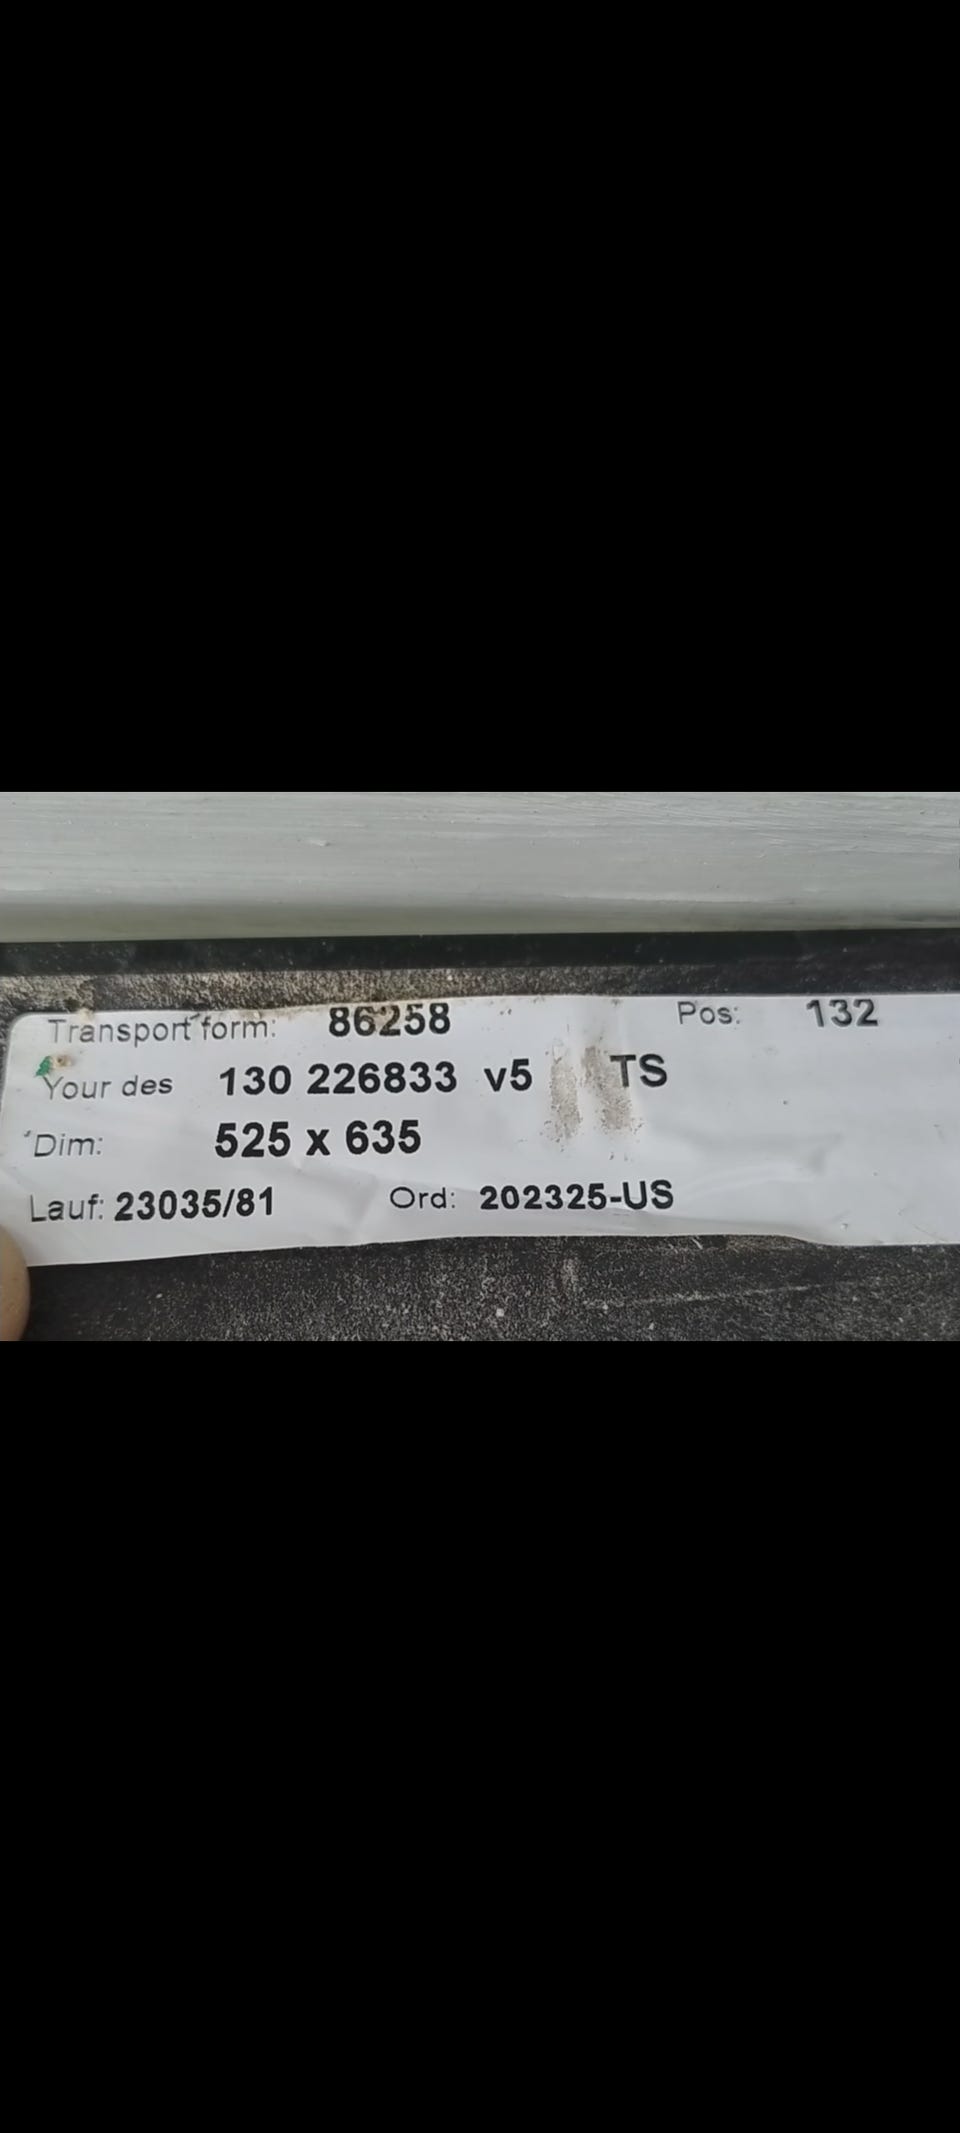 Transport form: 86258 Pos: 132
Your des 130 226833 v5 TS
Dim: 525 x 635
Lauf: 23035/81 Ord: 202325-US